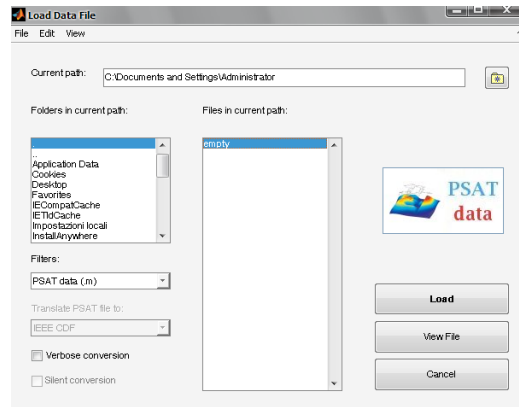 Load Data File
File Edit View
Current path: C:\Documents and Settings\Administrator
Folders in current path:
Files in current path:
.
..
Application Data
Cookies
Desktop
Favorites
IECompatCache
IETldCache
Impostazioni locali
InstallAnywhere
empty
PSAT
data
Filters:
PSAT data (.m)
Translate PSAT file to:
IEEE CDF
Verbose conversion
Silent conversion
Load
View File
Cancel